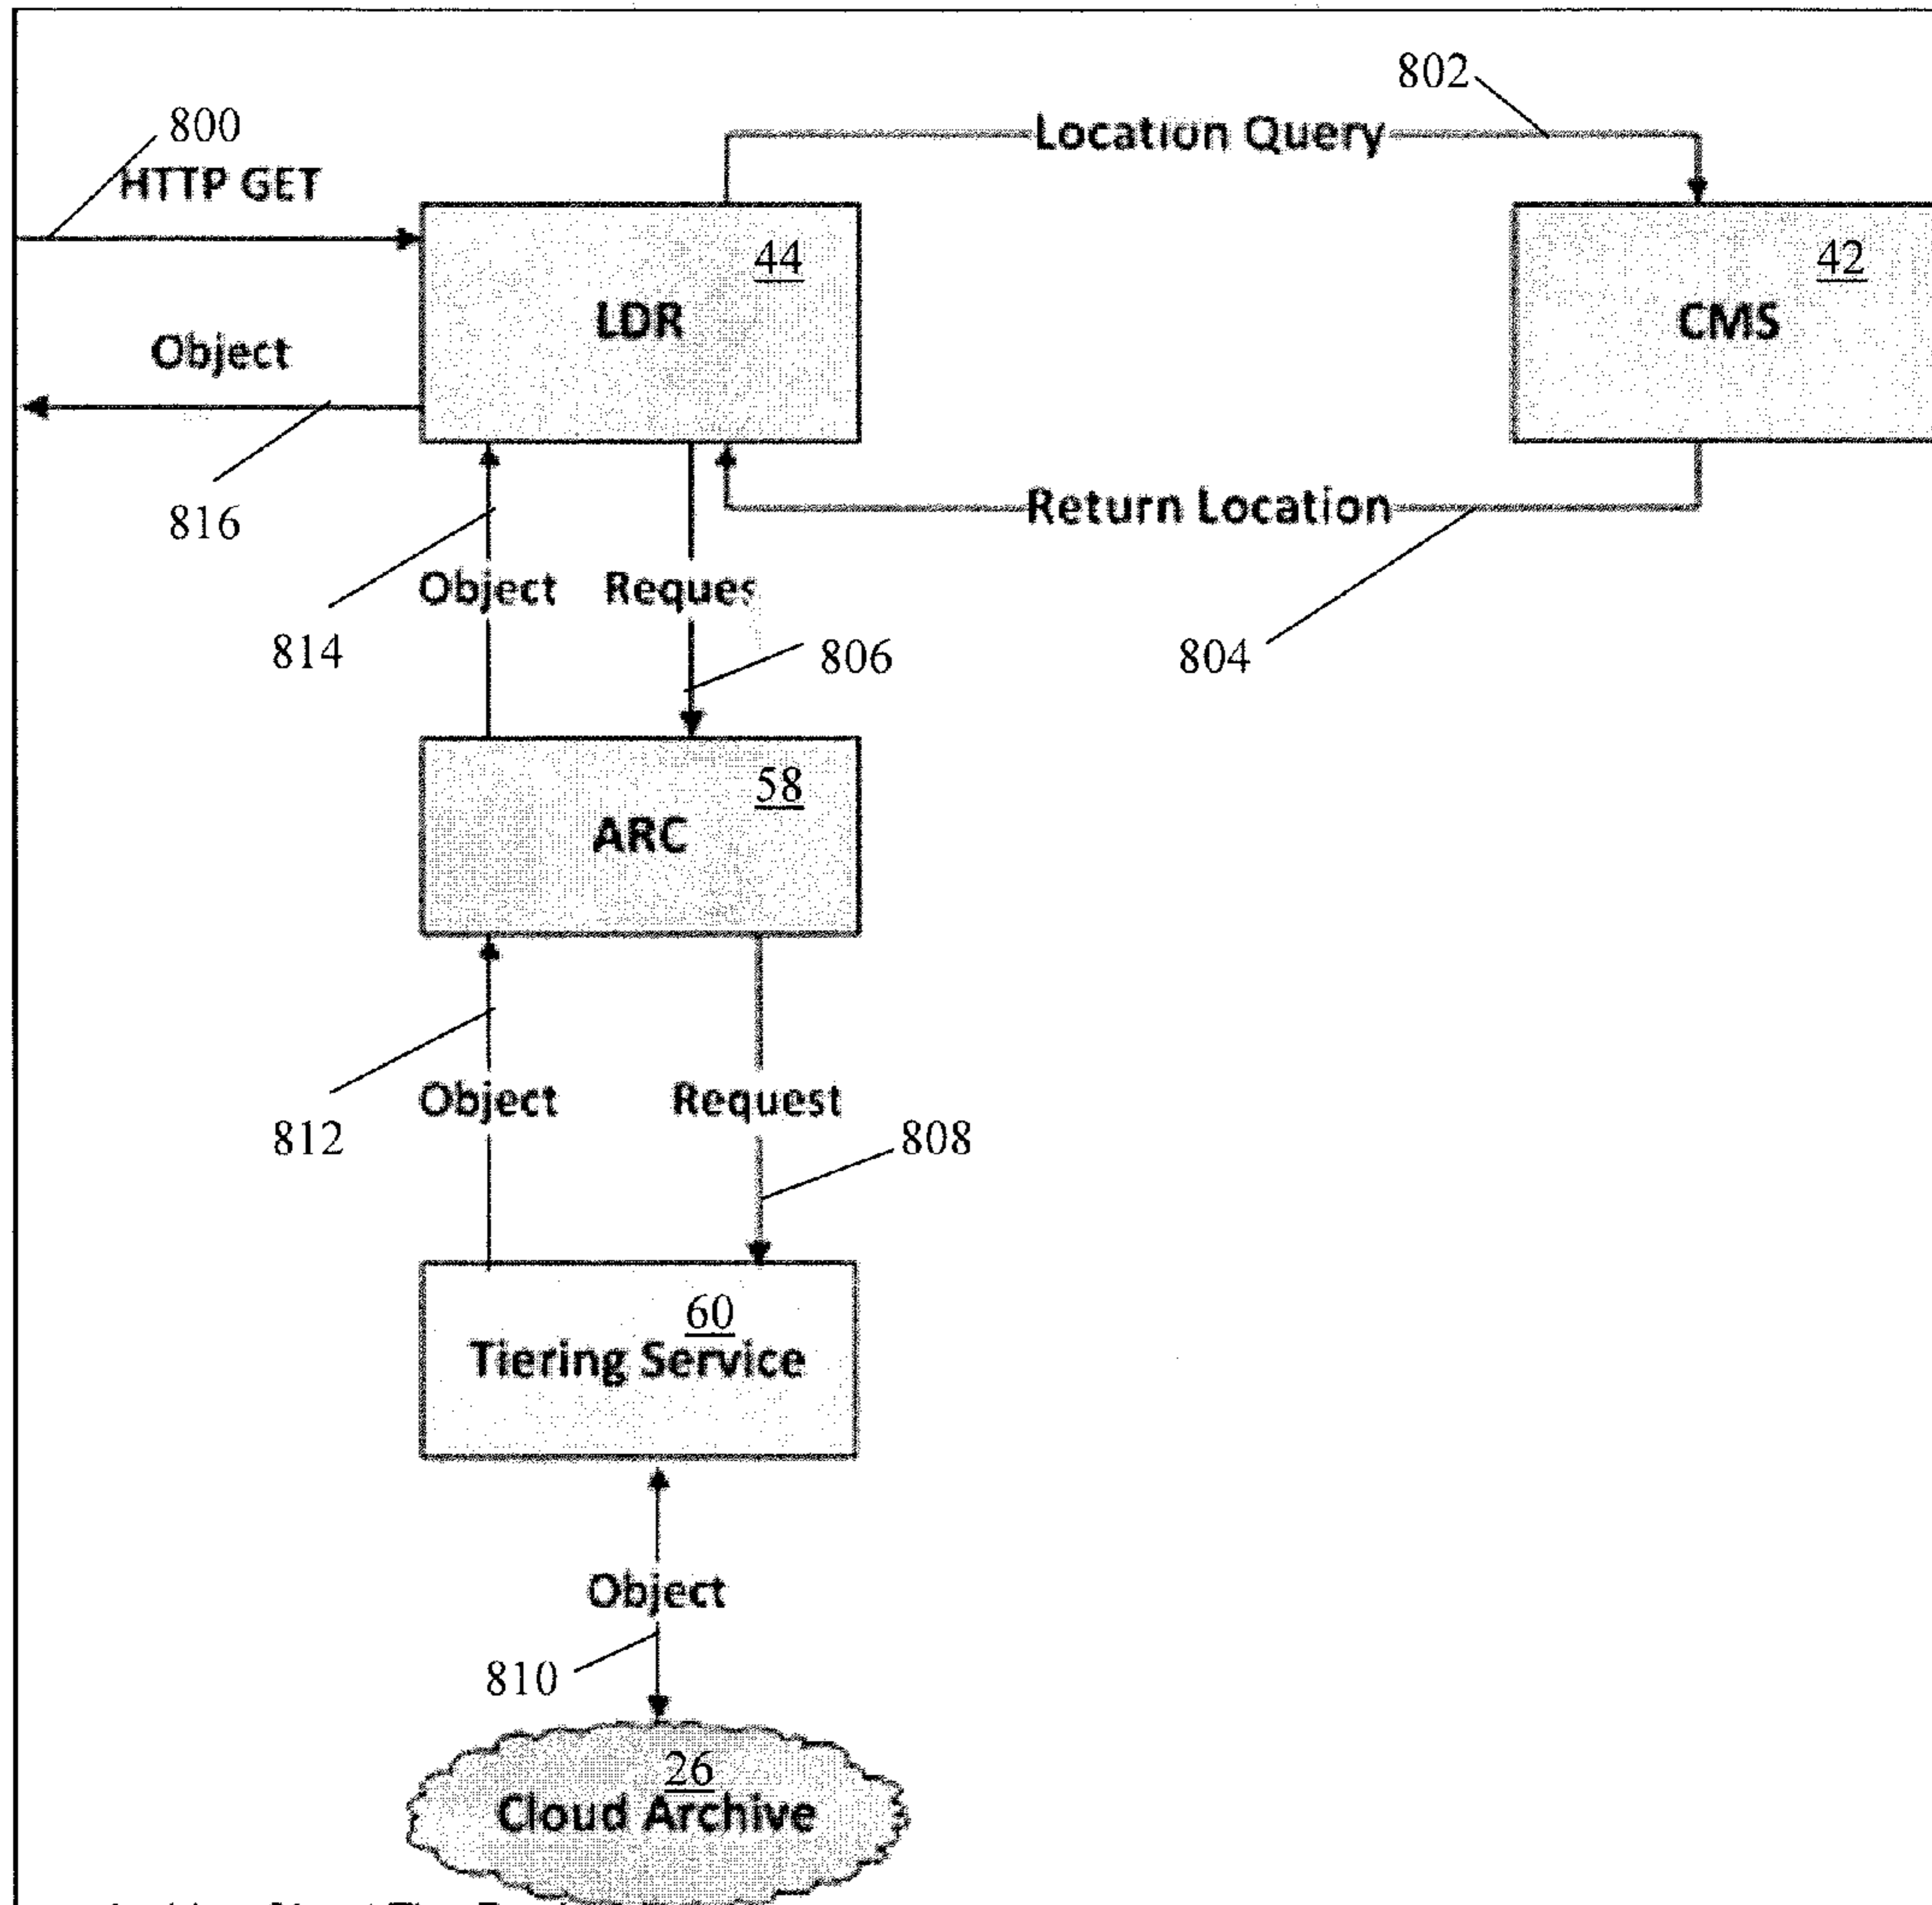 802
800
Location Query
HTTP GET
44
42
LDR
CMS
Object
Return Location
816
Object
Reques
814
806
804
58
ARC
Object
Request
812
808
60
Tiering Service
Object
810
26
Cloud Archive